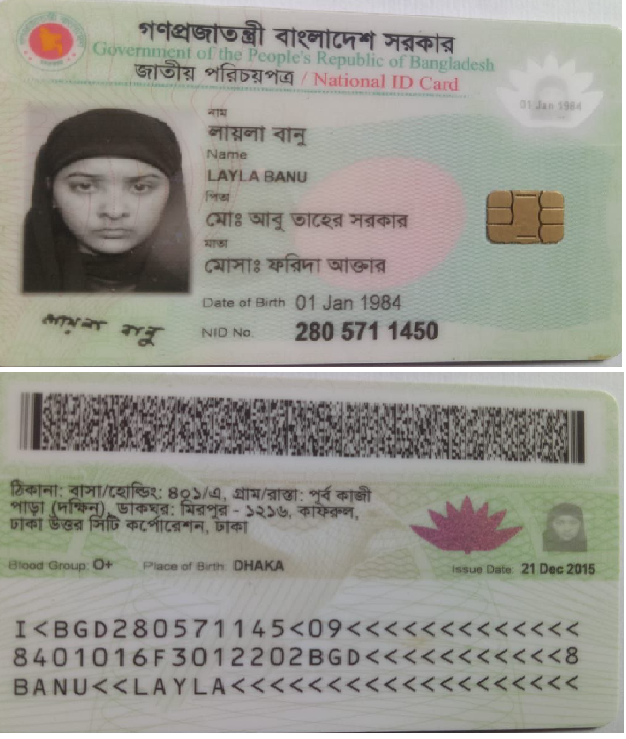 গণপ্রজাতন্ত্রী বাংলাদেশ সরকার
Government of the People's Republic of Bangladesh
জাতীয় পরিচয়পত্র / National ID Card
01 Jan 1984
নাম
লায়লা বানু
Name
LAYLA BANU
পিতা
মোঃ আবু তাহের সরকার
মাতা
মোসাঃ ফরিদা আক্তার
Date of Birth 01 Jan 1984
NID No. 280 571 1450
লায়লা বানু
ঠিকানা: বাসা/হোল্ডিং: ৪০১/এ, গ্রাম/রাস্তা: পূর্ব কাজী
পাড়া (দক্ষিন), ডাকঘর: মিরপুর - ১২১৬, কাফরুল,
ঢাকা উত্তর সিটি কর্পোরেশন, ঢাকা
Blood Group: O+ Place of Birth: DHAKA Issue Date: 21 Dec 2015
I<BGD280571145<09<<<<<<<<<<<<<
8401016F3012202BGD<<<<<<<<<<<8
BANU<<LAYLA<<<<<<<<<<<<<<<<<<<